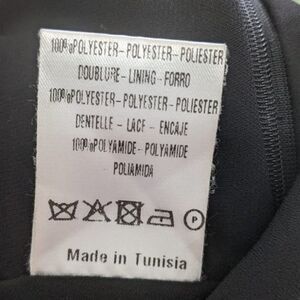 100%POLYESTER-POLYESTER-POLIESTER
DOUBLURE-LINING-FORRO
100%POLYESTER-POLYESTER-POLIESTER
DENTELLE-LACE-ENCAJE
100%POLYAMIDE-POLYAMIDE
POLIAMIDA
P
Made in Tunisia